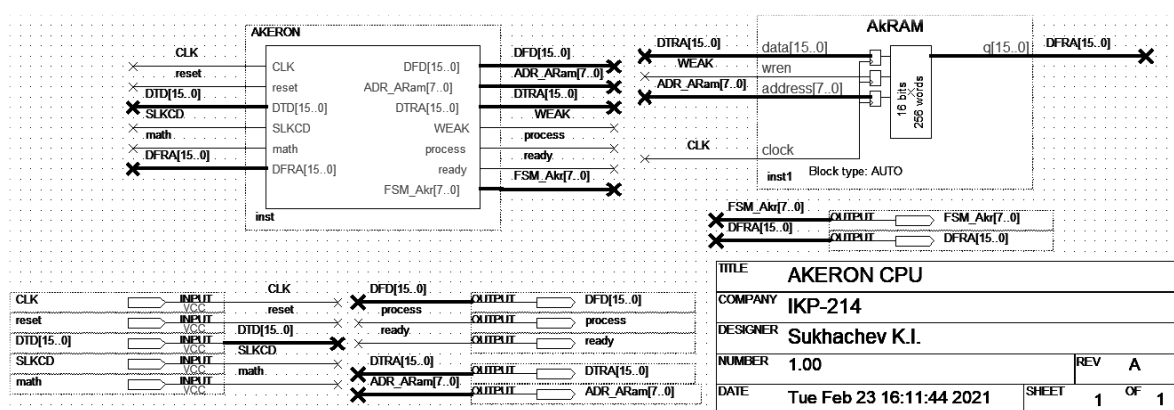 AKERON
CLK
reset
DTD[15..0]
SLKCD
math
DFRA[15..0]
CLK
reset
DTD[15..0]
SLKCD
math
DFRA[15..0]
DFD[15..0]
ADR_ARam[7..0]
DTRA[15..0]
WEAK
process
ready
FSM_Akr[7..0]
DFD[15..0]
ADR_ARam[7..0]
DTRA[15..0]
WEAK
process
ready
FSM_Akr[7..0]
inst
AkRAM
DTRA[15..0]
WEAK
ADR_ARam[7..0]
CLK
data[15..0]
wren
address[7..0]
clock
16 bits
256 words
q[15..0]
DFRA[15..0]
inst1
Block type: AUTO
FSM_Akr[7..0]
OUTPUT
FSM_Akr[7..0]
DFRA[15..0]
OUTPUT
DFRA[15..0]
CLK
INPUT
VCC
CLK
reset
INPUT
VCC
reset
DTD[15..0]
INPUT
VCC
DTD[15..0]
SLKCD
INPUT
VCC
SLKCD
math
INPUT
VCC
math
DFD[15..0]
OUTPUT
DFD[15..0]
process
OUTPUT
process
ready
OUTPUT
ready
DTRA[15..0]
OUTPUT
DTRA[15..0]
ADR_ARam[7..0]
OUTPUT
ADR_ARam[7..0]
TITLE AKERON CPU
COMPANY IKP-214
DESIGNER Sukhachev K.I.
NUMBER 1.00 REV A
DATE Tue Feb 23 16:11:44 2021 SHEET 1 OF 1